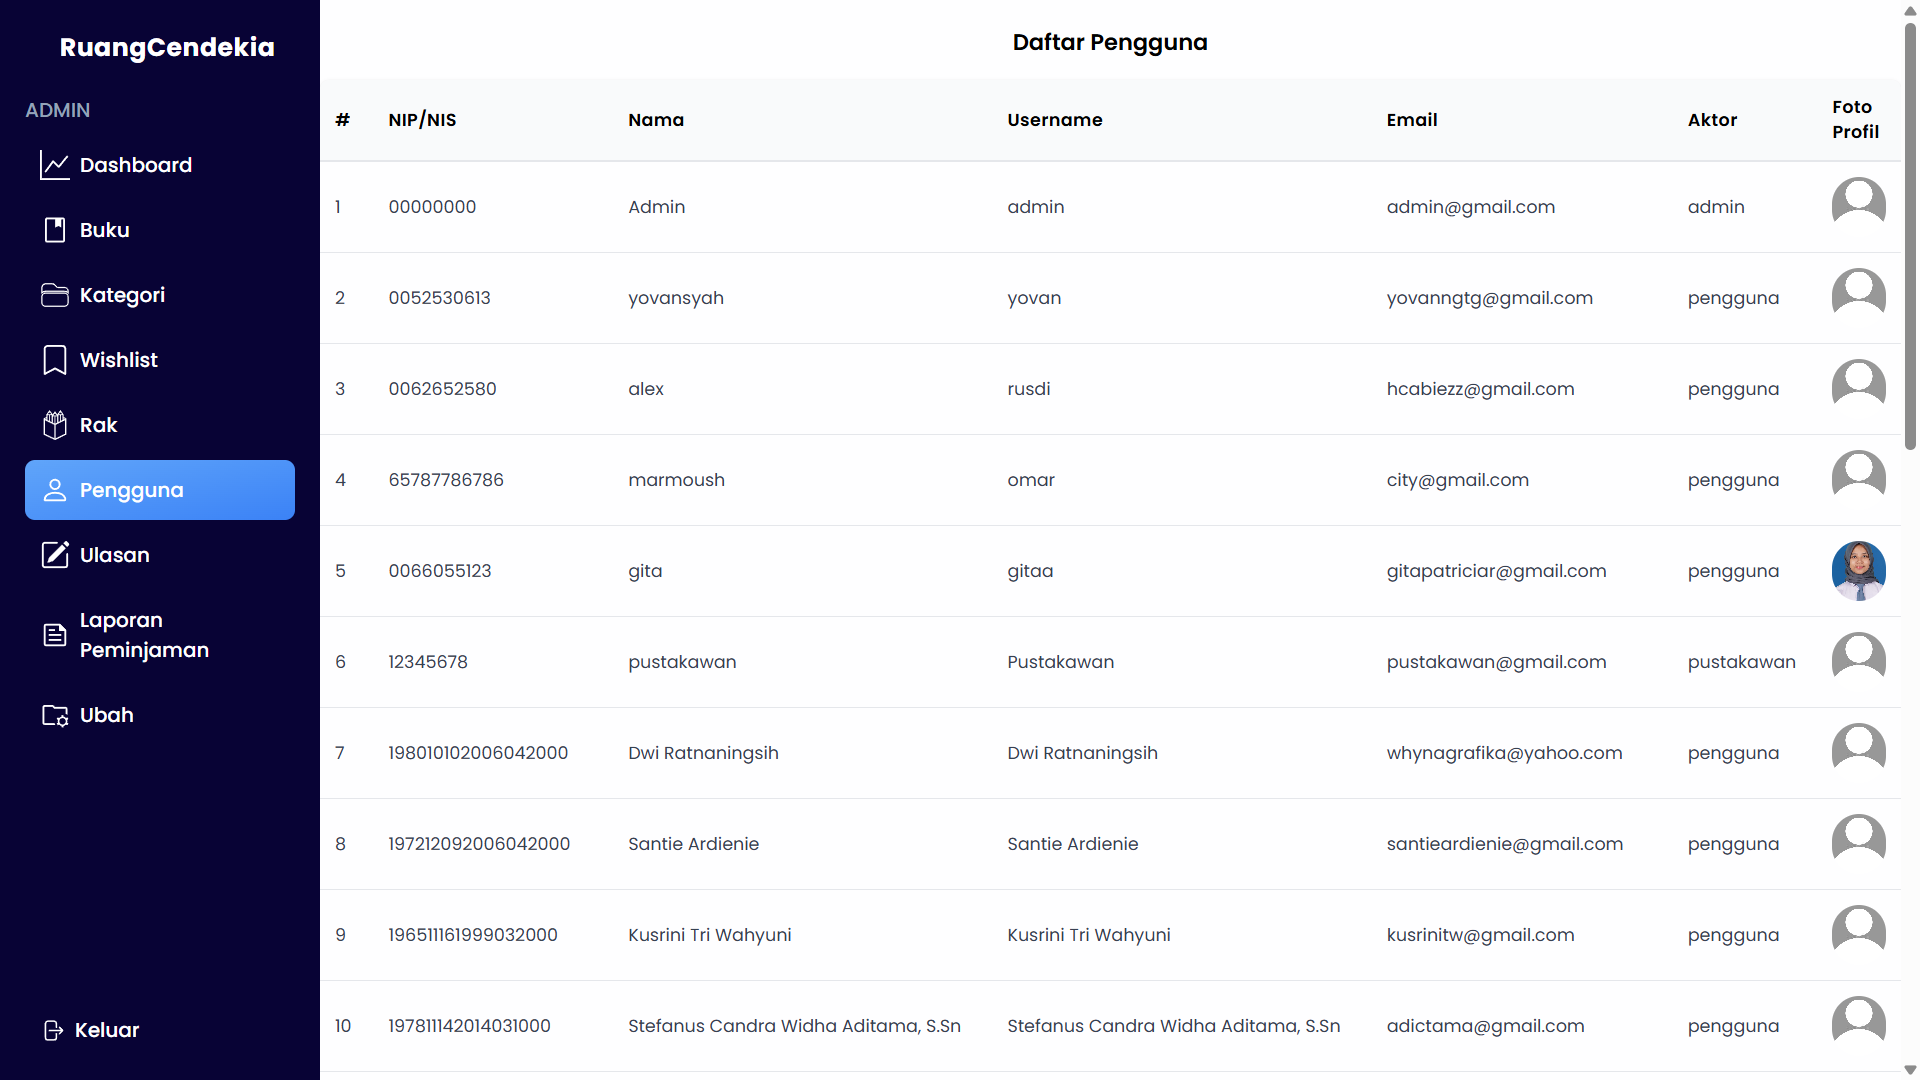 RuangCendekia
ADMIN
Dashboard
Buku
Kategori
Wishlist
Rak
Pengguna
Ulasan
Laporan
Peminjaman
Ubah
Keluar
Daftar Pengguna
# NIP/NIS Nama Username Email Aktor Foto Profil
1 00000000 Admin admin admin@gmail.com admin
2 0052530613 yovansyah yovan yovanngtg@gmail.com pengguna
3 0062652580 alex rusdi hcabiezz@gmail.com pengguna
4 65787786786 marmoush omar city@gmail.com pengguna
5 0066055123 gita gitaa gitapatriciar@gmail.com pengguna
6 12345678 pustakawan Pustakawan pustakawan@gmail.com pustakawan
7 198010102006042000 Dwi Ratnaningsih Dwi Ratnaningsih whynagrafika@yahoo.com pengguna
8 197212092006042000 Santie Ardienie Santie Ardienie santieardienie@gmail.com pengguna
9 196511161999032000 Kusrini Tri Wahyuni Kusrini Tri Wahyuni kusrinitw@gmail.com pengguna
10 197811142014031000 Stefanus Candra Widha Aditama, S.Sn Stefanus Candra Widha Aditama, S.Sn adictama@gmail.com pengguna